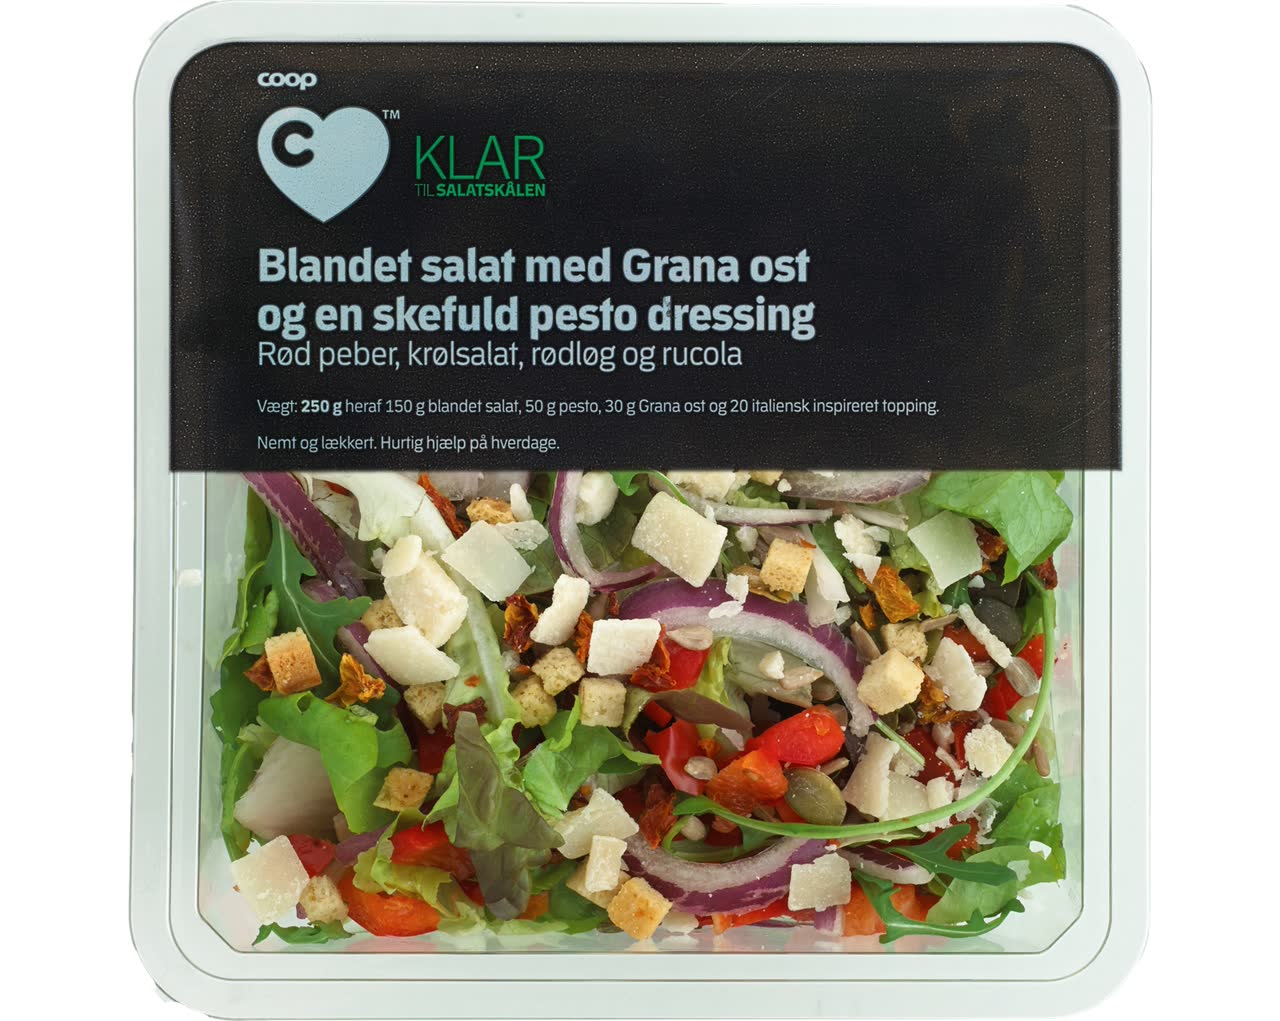 coop
C TM
KLAR
TIL SALATSKÅLEN
Blandet salat med Grana ost
og en skefuld pesto dressing
Rød peber, krølsalat, rødløg og rucola
Vægt: 250 g heraf 150 g blandet salat, 50 g pesto, 30 g Grana ost og 20 italiensk inspireret topping.
Nemt og lækkert. Hurtig hjælp på hverdage.